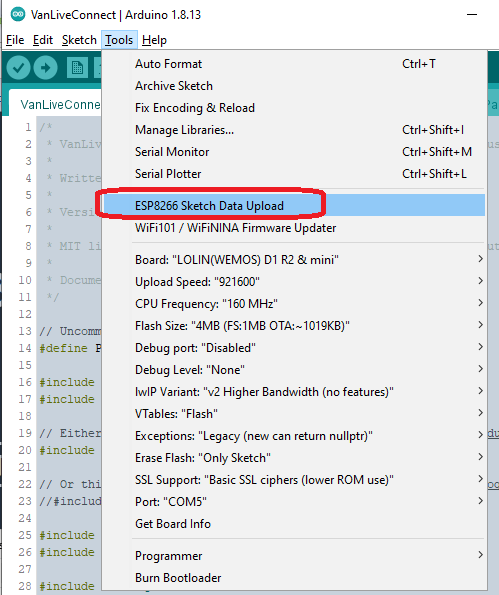 VanLiveConnect | Arduino 1.8.13
File Edit Sketch Tools Help
VanLiveConnec
Auto Format Ctrl+T
Archive Sketch
Fix Encoding & Reload
Manage Libraries... Ctrl+Shift+I
Serial Monitor Ctrl+Shift+M
Serial Plotter Ctrl+Shift+L
ESP8266 Sketch Data Upload
WiFi101 / WiFiNINA Firmware Updater
Board: "LOLIN(WEMOS) D1 R2 & mini"
Upload Speed: "921600"
CPU Frequency: "160 MHz"
Flash Size: "4MB (FS:1MB OTA:~1019KB)"
Debug port: "Disabled"
Debug Level: "None"
lwIP Variant: "v2 Higher Bandwidth (no features)"
VTables: "Flash"
Exceptions: "Legacy (new can return nullptr)"
Erase Flash: "Only Sketch"
SSL Support: "Basic SSL ciphers (lower ROM use)"
Port: "COM5"
Get Board Info
Programmer
Burn Bootloader
1 /*
2 * VanLiv
3 *
4 * Writte
5 *
6 * Versi
7 *
8 * MIT li
9 *
10 * Docume
11 */
12
13 // Uncomm
14 #define P
15
16 #include
17 #include
18
19 // Either
20 #include
21
22 // Or thi
23 //#includ
24
25 #include
26 #include
27
28 #include